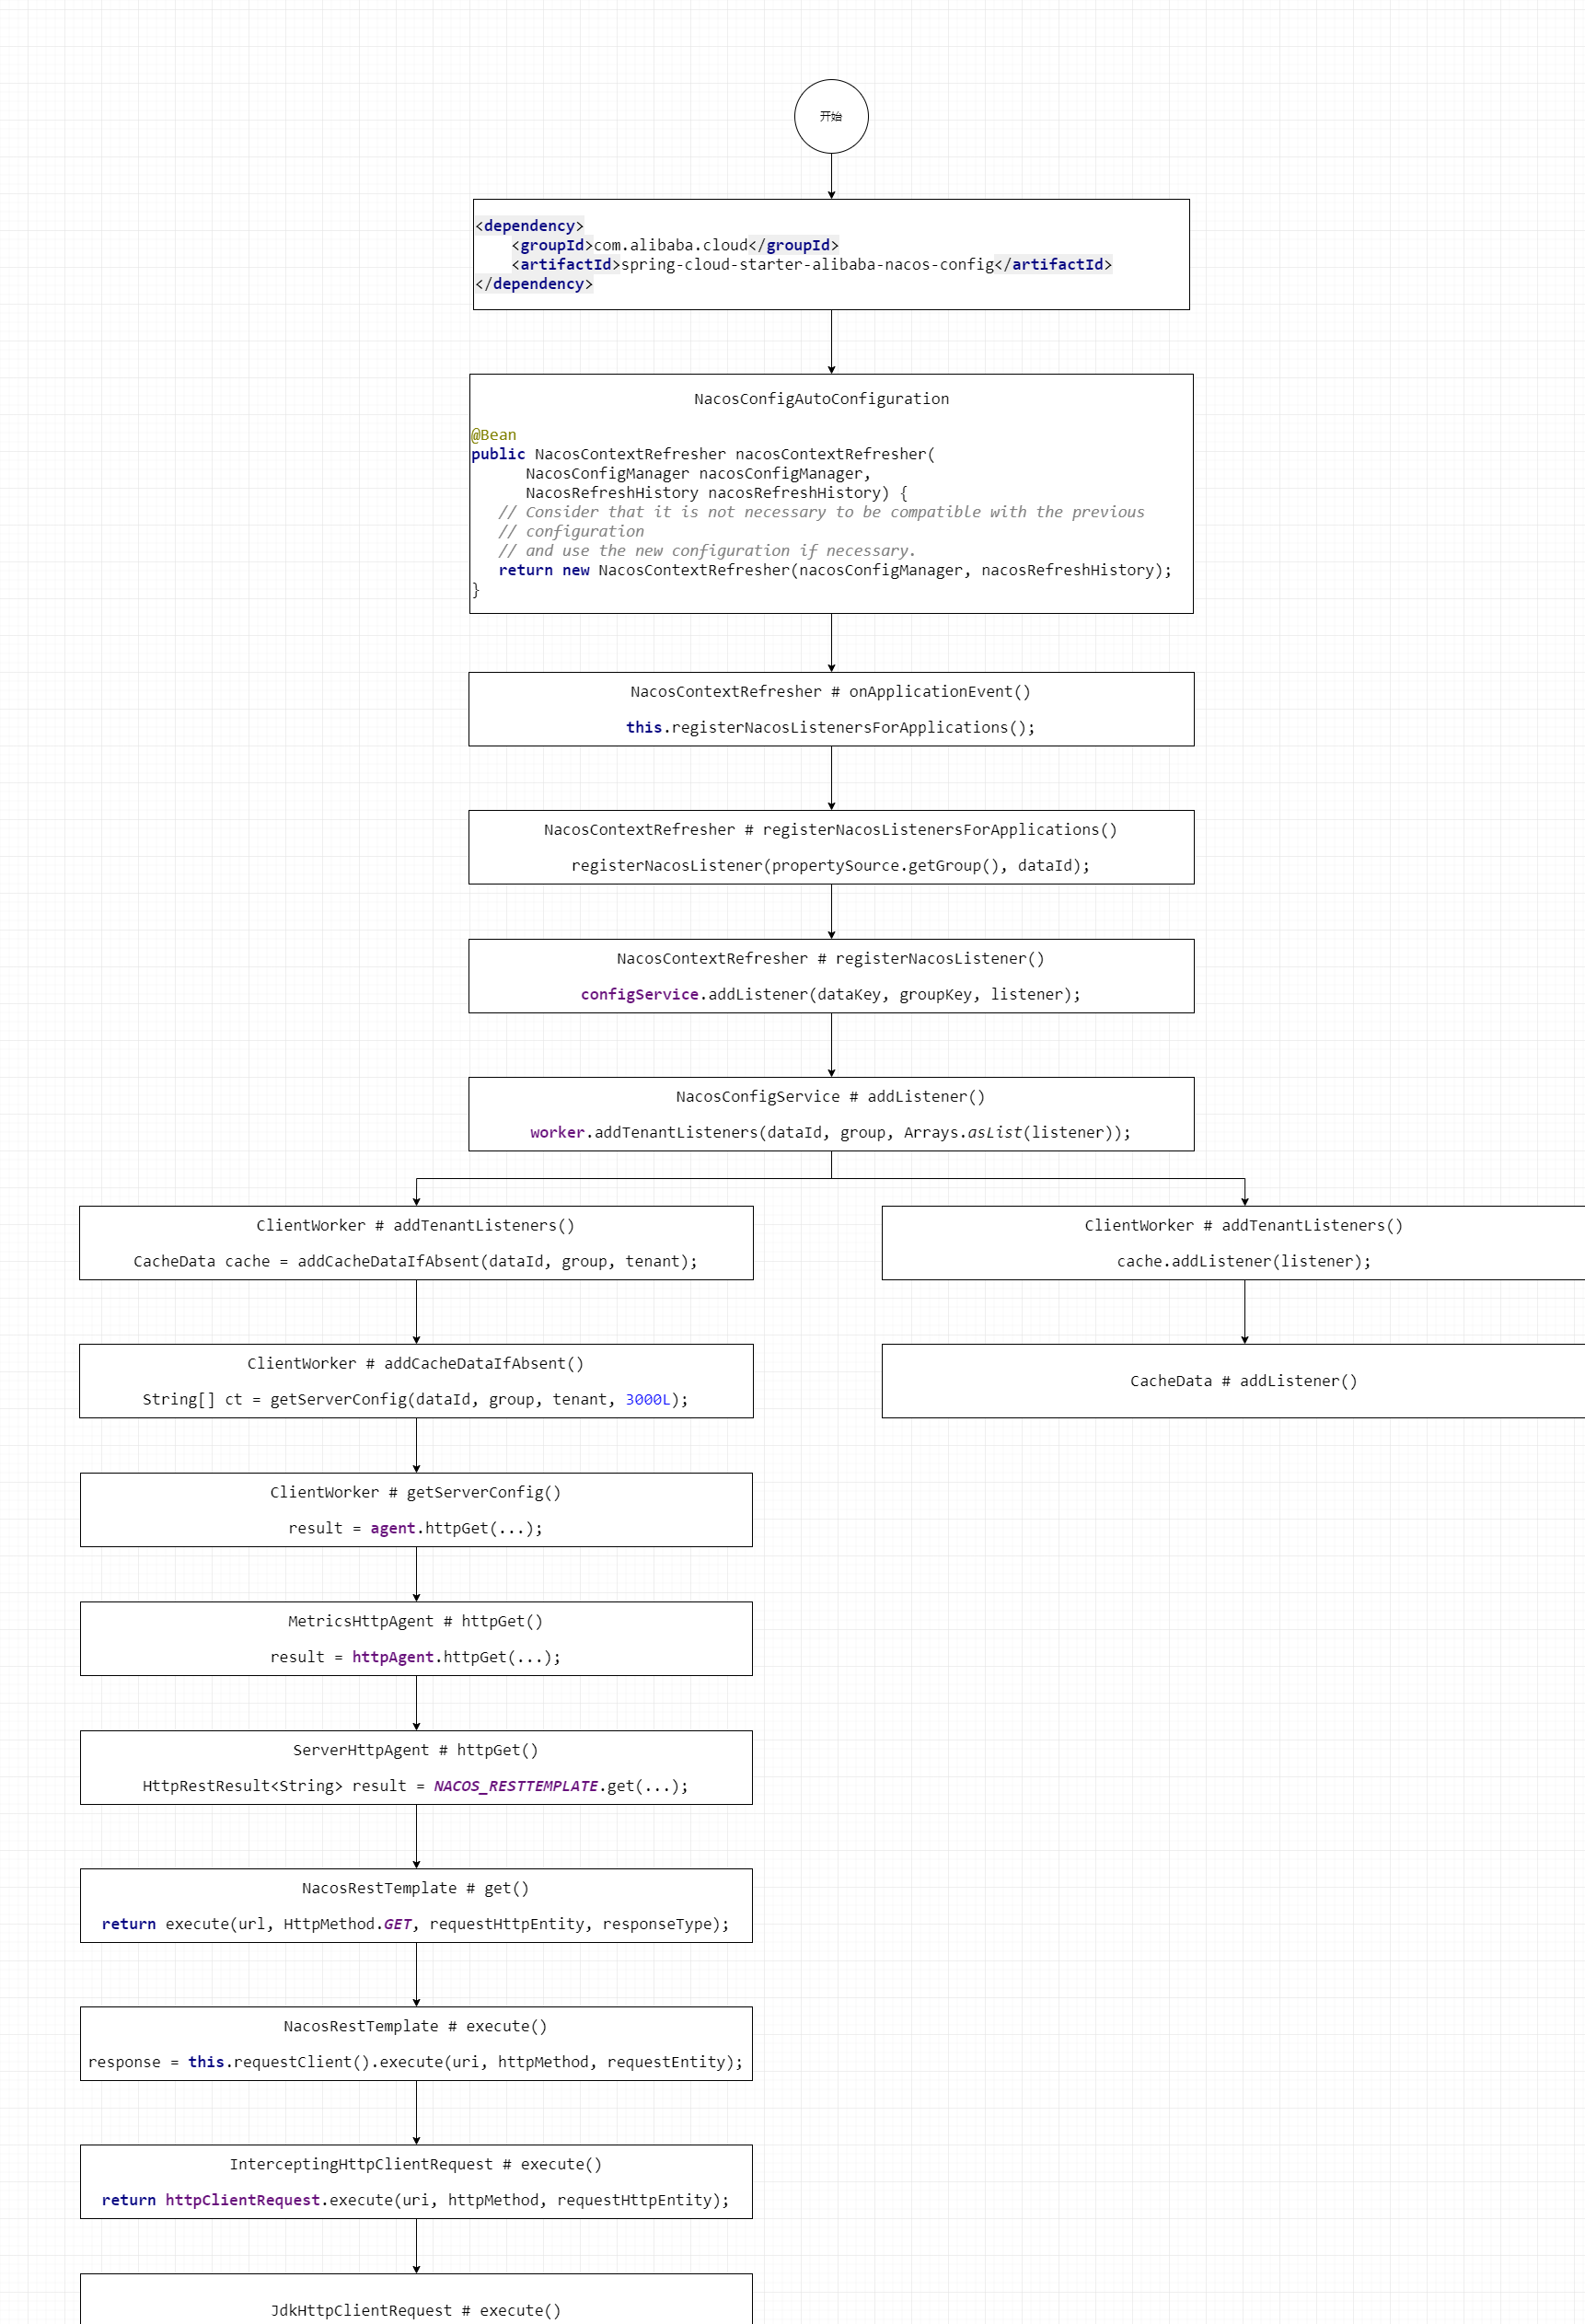 开始
<dependency>
    <groupId>com.alibaba.cloud</groupId>
    <artifactId>spring-cloud-starter-alibaba-nacos-config</artifactId>
</dependency>
NacosConfigAutoConfiguration
@Bean
public NacosContextRefresher nacosContextRefresher(
      NacosConfigManager nacosConfigManager,
      NacosRefreshHistory nacosRefreshHistory) {
   // Consider that it is not necessary to be compatible with the previous
   // configuration
   // and use the new configuration if necessary.
   return new NacosContextRefresher(nacosConfigManager, nacosRefreshHistory);
}
NacosContextRefresher # onApplicationEvent()
this.registerNacosListenersForApplications();
NacosContextRefresher # registerNacosListenersForApplications()
registerNacosListener(propertySource.getGroup(), dataId);
NacosContextRefresher # registerNacosListener()
configService.addListener(dataKey, groupKey, listener);
NacosConfigService # addListener()
worker.addTenantListeners(dataId, group, Arrays.asList(listener));
ClientWorker # addTenantListeners()
CacheData cache = addCacheDataIfAbsent(dataId, group, tenant);
ClientWorker # addTenantListeners()
cache.addListener(listener);
ClientWorker # addCacheDataIfAbsent()
String[] ct = getServerConfig(dataId, group, tenant, 3000L);
CacheData # addListener()
ClientWorker # getServerConfig()
result = agent.httpGet(...);
MetricsHttpAgent # httpGet()
result = httpAgent.httpGet(...);
ServerHttpAgent # httpGet()
HttpRestResult<String> result = NACOS_RESTTEMPLATE.get(...);
NacosRestTemplate # get()
return execute(url, HttpMethod.GET, requestHttpEntity, responseType);
NacosRestTemplate # execute()
response = this.requestClient().execute(uri, httpMethod, requestEntity);
InterceptingHttpClientRequest # execute()
return httpClientRequest.execute(uri, httpMethod, requestHttpEntity);
JdkHttpClientRequest # execute()